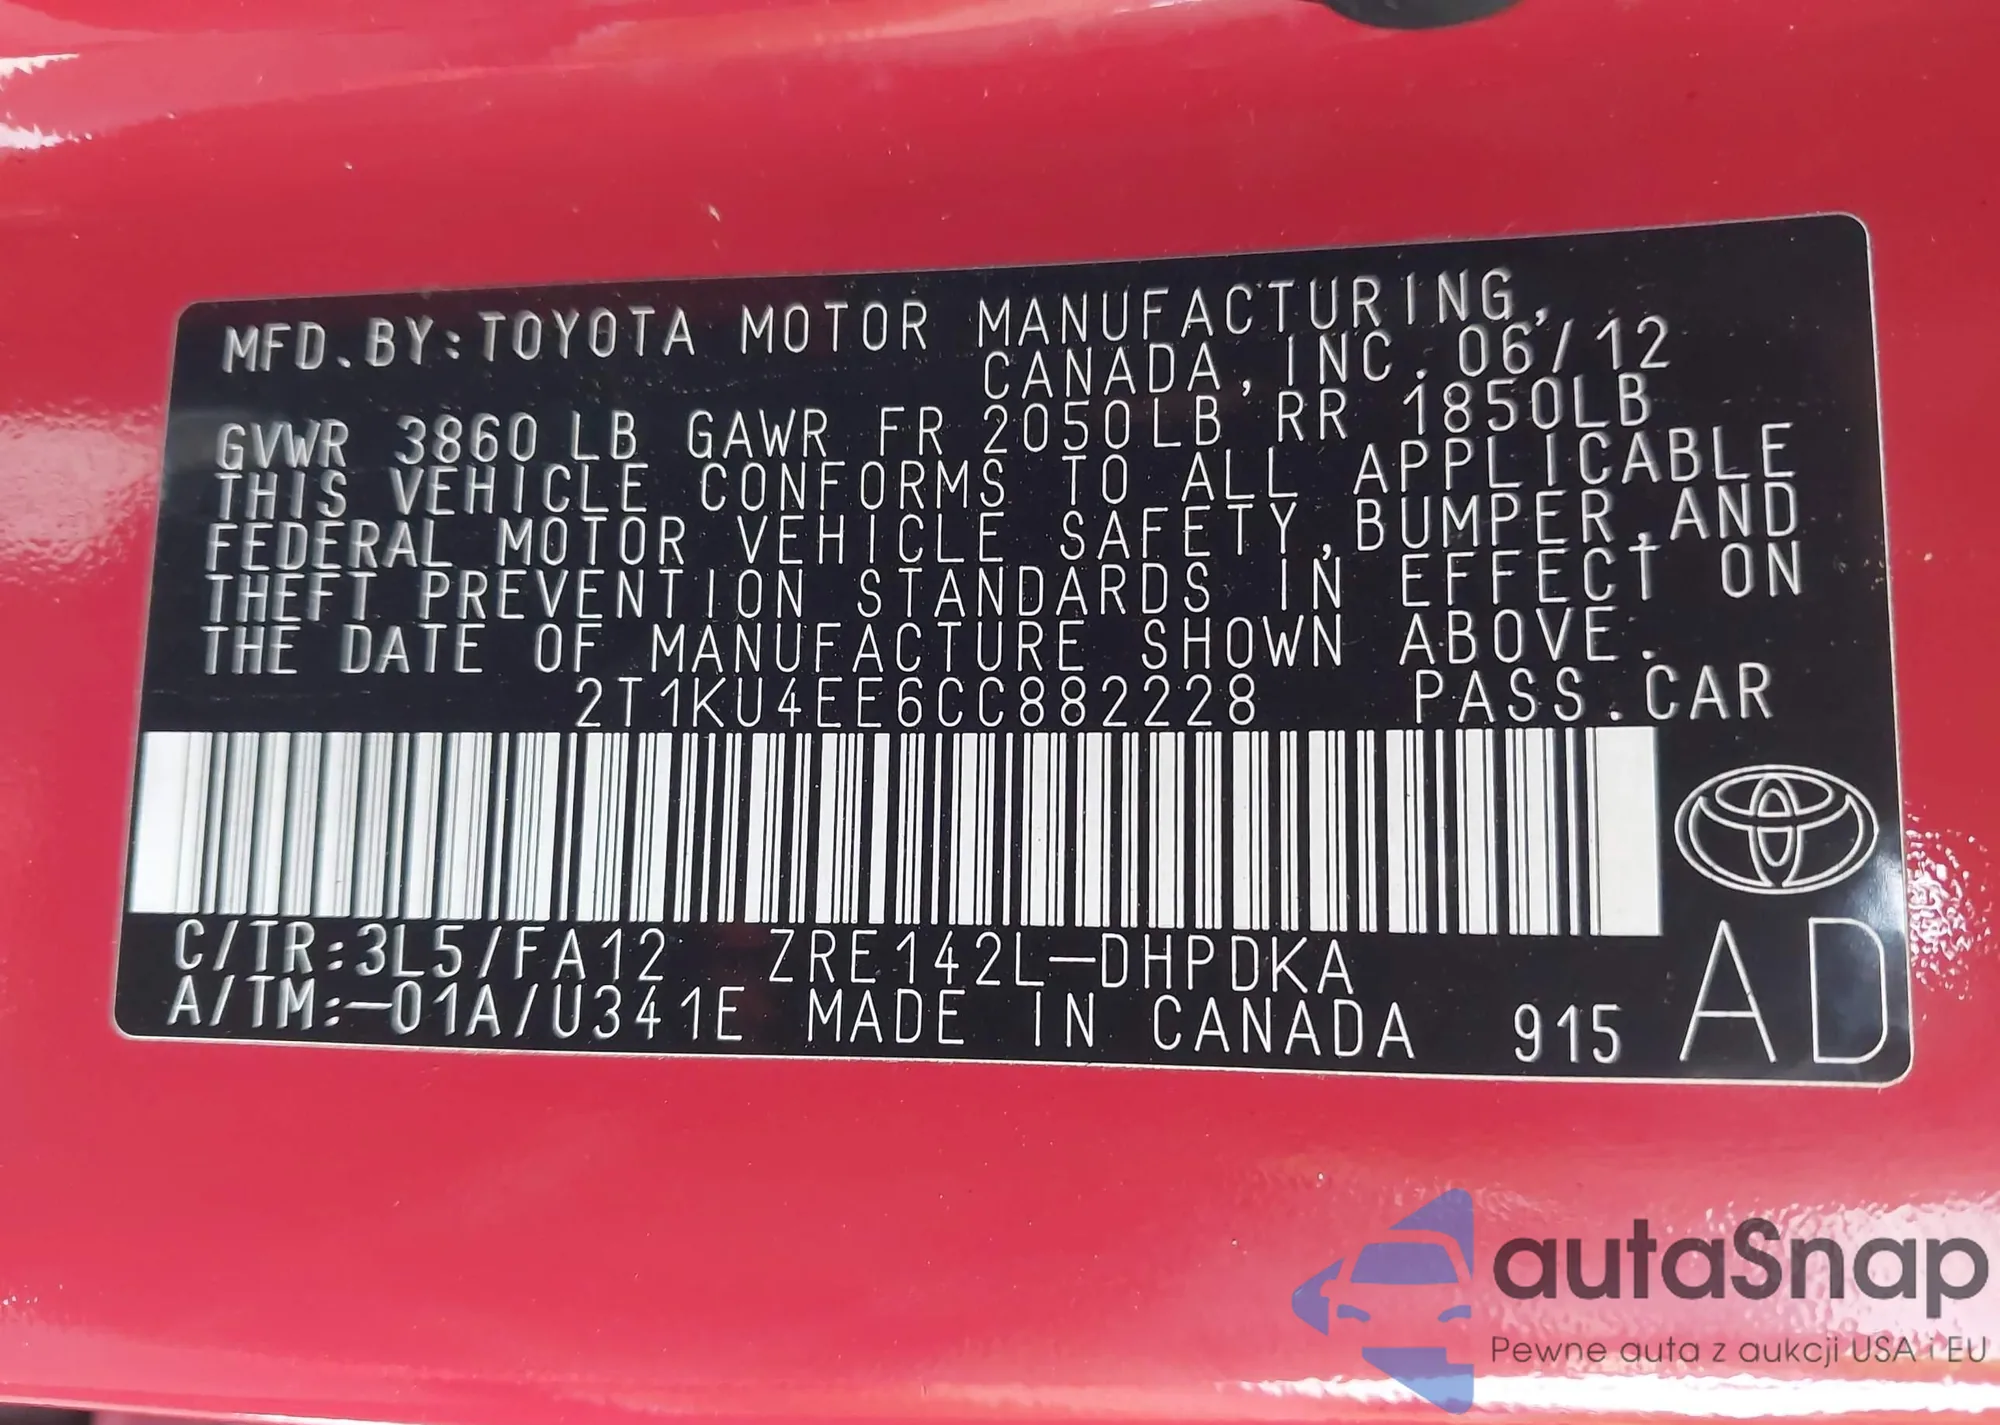 MFD.BY:TOYOTA MOTOR MANUFACTURING,
CANADA,INC. 06/12
GVWR 3860 LB GAWR FR 2050LB RR 1850LB
THIS VEHICLE CONFORMS TO ALL APPLICABLE
FEDERAL MOTOR VEHICLE SAFETY,BUMPER,AND
THEFT PREVENTION STANDARDS IN EFFECT ON
THE DATE OF MANUFACTURE SHOWN ABOVE.
2T1KU4EE6CC882228 PASS.CAR
C/TR:3L5/FA12 ZRE142L-DHPDKA
A/TM:-01A/U341E MADE IN CANADA 915 AD
autaSnap
Pewne auta z aukcji USA i EU